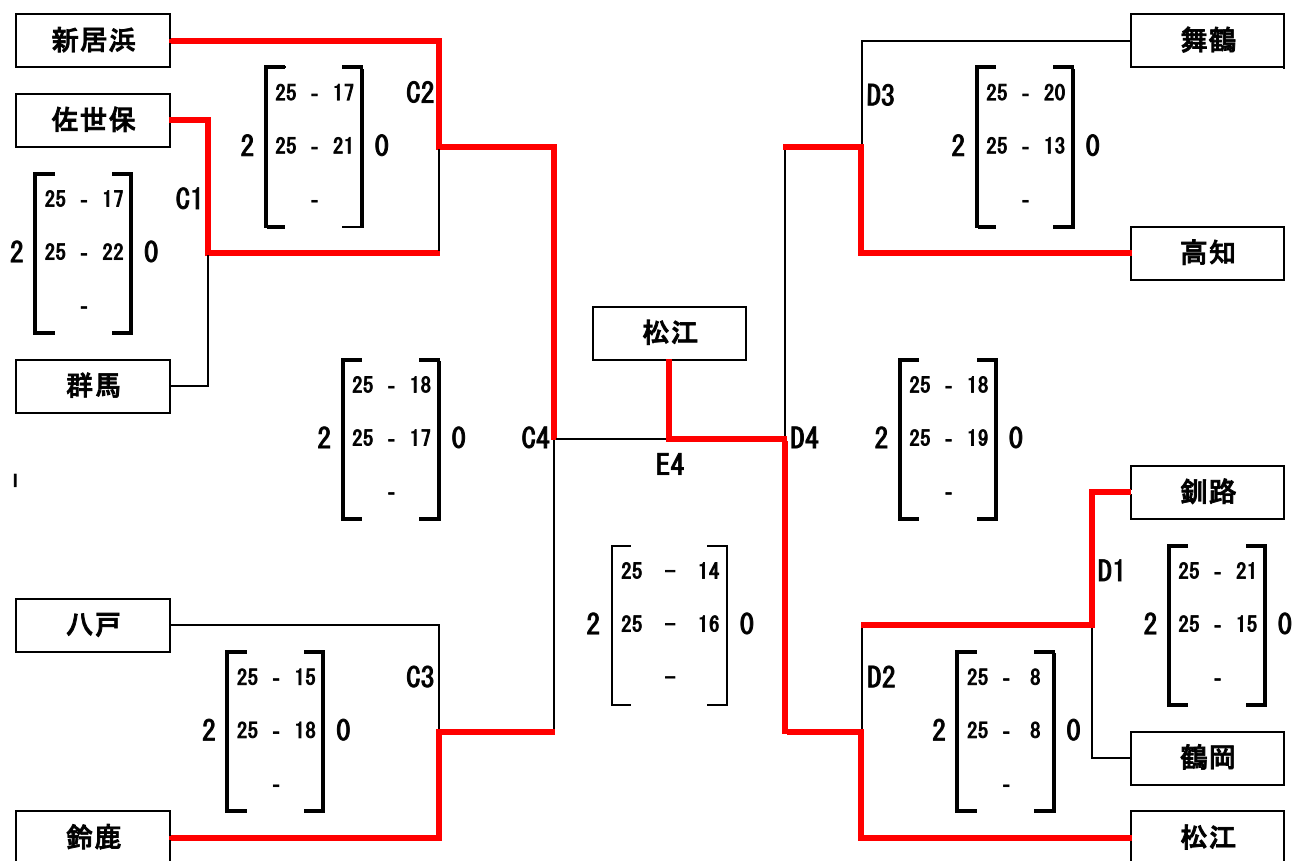 新居浜
舞鶴
25 - 17
C2
D3
25 - 20
佐世保
2 25 - 21 0
2 25 - 13 0
-
-
25 - 17
C1
2 25 - 22 0
-
高知
松江
群馬
25 - 18
2 25 - 17 0
-
C4
E4
D4
25 - 18
2 25 - 19 0
-
釧路
D1
25 - 21
2 25 - 15 0
-
25 - 14
2 25 - 16 0
-
八戸
25 - 15
C3
2 25 - 18 0
-
D2
25 - 8
2 25 - 8 0
-
鶴岡
鈴鹿
松江